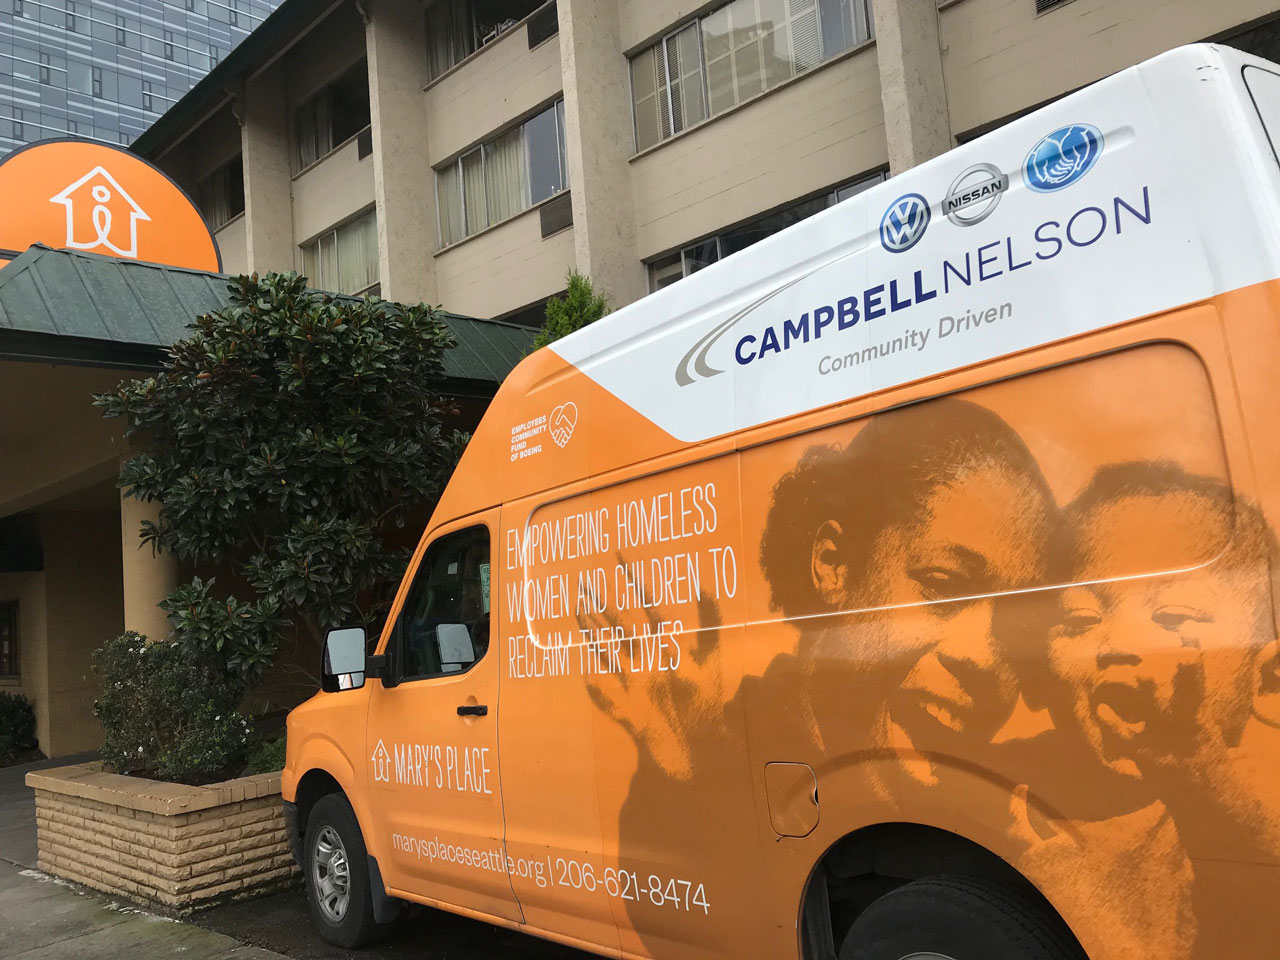 NISSAN
CAMPBELL NELSON
Community Driven
EMPLOYEES
COMMUNITY
FUND
OF BOEING
EMPOWERING HOMELESS
WOMEN AND CHILDREN TO
RECLAIM THEIR LIVES
MARY'S PLACE
marysplaceseattle.org | 206-621-8474